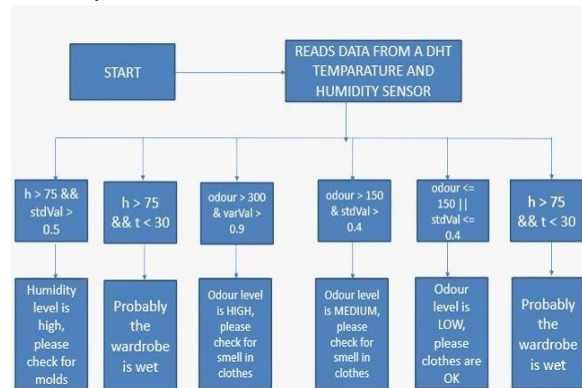 START
READS DATA FROM A DHT
TEMPARATURE AND
HUMIDITY SENSOR
h > 75 &&
stdVal >
0.5
h > 75
&& t < 30
odour > 300
& varVal >
0.9
odour > 150
& stdVal >
0.4
odour <=
150 ||
stdVal <=
0.4
h > 75
&& t < 30
Humidity
level is
high,
please
check for
molds
Probably
the
wardrobe
is wet
Odour level
is HIGH,
please
check for
smell in
clothes
Odour level
is MEDIUM,
please
check for
smell in
clothes
Odour
level is
LOW,
please
clothes are
OK
Probably
the
wardrobe
is wet